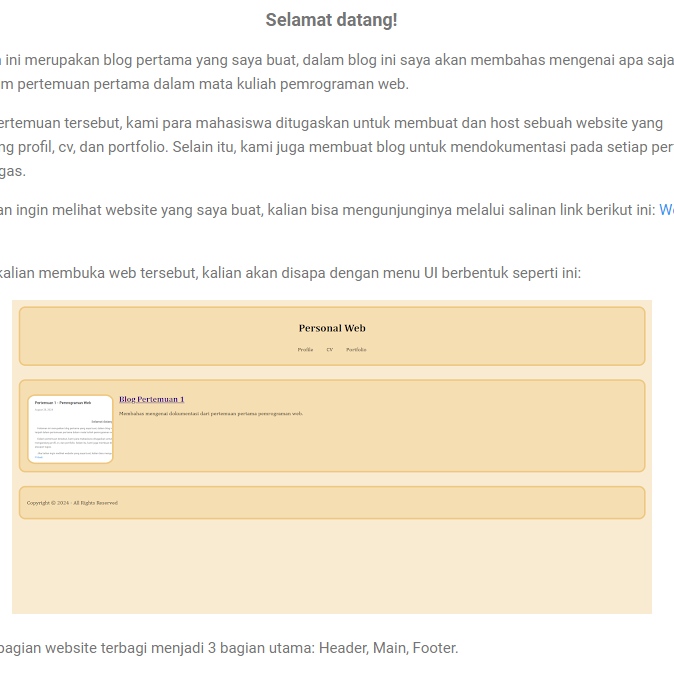 Selamat datang!
ini merupakan blog pertama yang saya buat, dalam blog ini saya akan membahas mengenai apa saja
m pertemuan pertama dalam mata kuliah pemrograman web.
ertemuan tersebut, kami para mahasiswa ditugaskan untuk membuat dan host sebuah website yang
ng profil, cv, dan portfolio. Selain itu, kami juga membuat blog untuk mendokumentasi pada setiap per
gas.
an ingin melihat website yang saya buat, kalian bisa mengunjunginya melalui salinan link berikut ini: We
kalian membuka web tersebut, kalian akan disapa dengan menu UI berbentuk seperti ini:
Personal Web
Profile CV Portfolio
Pertemuan 1 - Pemrograman Web
Blog Pertemuan 1
Membahas mengenai dokumentasi dari pertemuan pertama pemrograman web.
Copyright © 2024 - All Rights Reserved
bagian website terbagi menjadi 3 bagian utama: Header, Main, Footer.